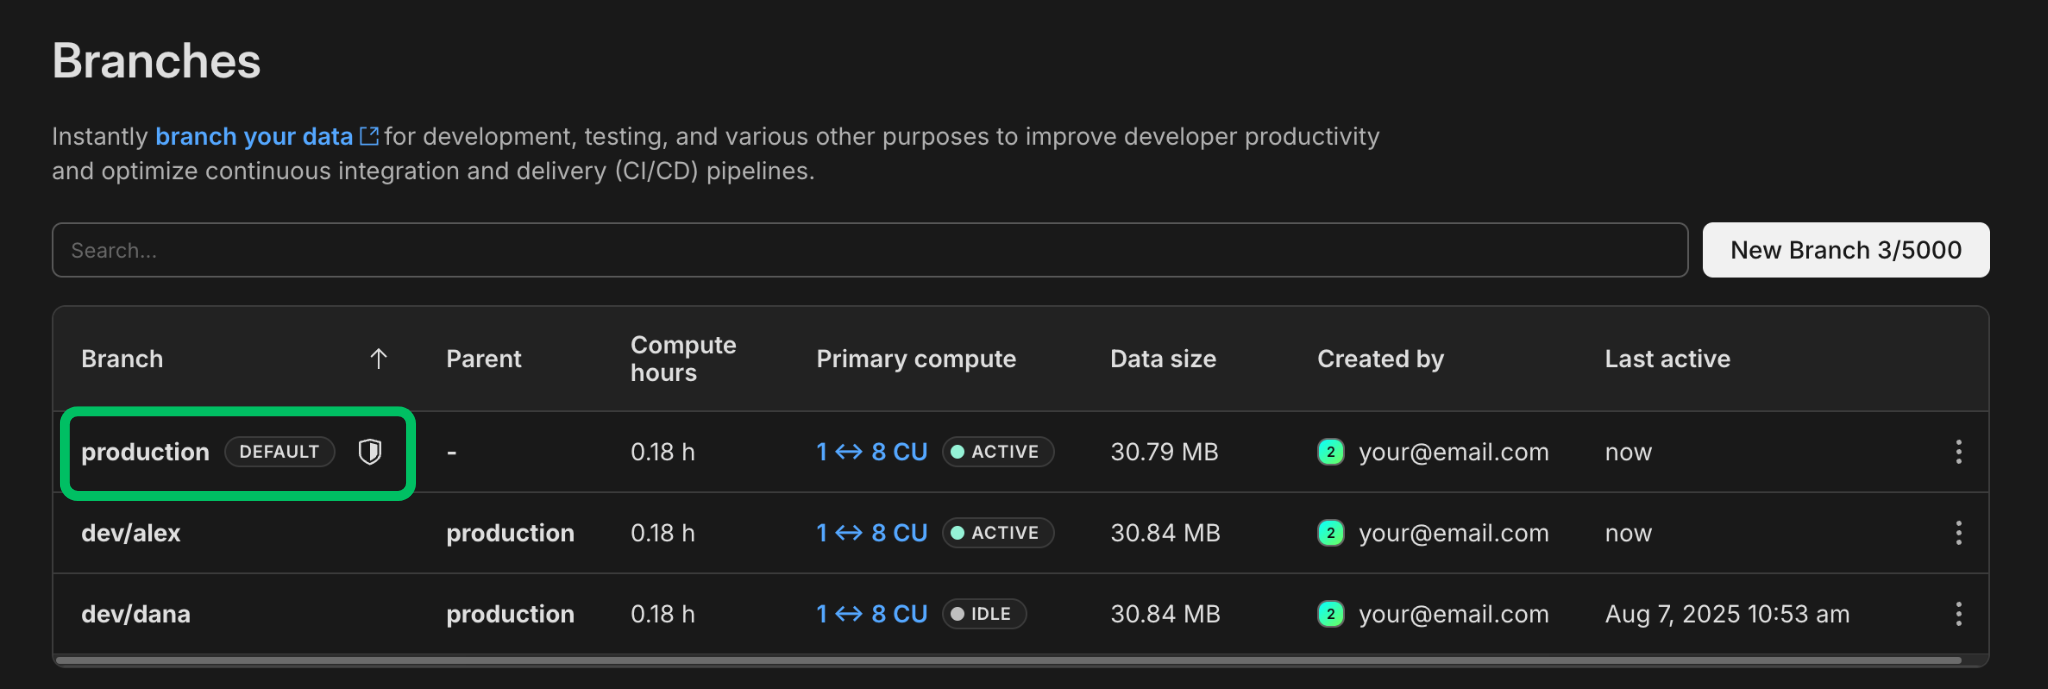 Branches
Instantly branch your data for development, testing, and various other purposes to improve developer productivity
and optimize continuous integration and delivery (CI/CD) pipelines.
Search...
New Branch 3/5000
Branch ↑ Parent Compute hours Primary compute Data size Created by Last active
production DEFAULT - 0.18 h 1 ↔ 8 CU ACTIVE 30.79 MB 2 your@email.com now
dev/alex production 0.18 h 1 ↔ 8 CU ACTIVE 30.84 MB 2 your@email.com now
dev/dana production 0.18 h 1 ↔ 8 CU IDLE 30.84 MB 2 your@email.com Aug 7, 2025 10:53 am